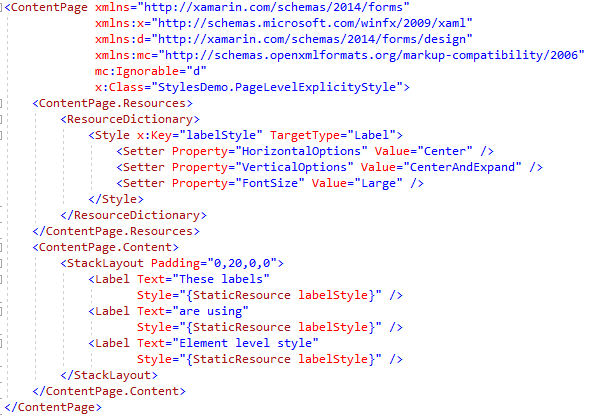 <ContentPage xmlns="http://xamarin.com/schemas/2014/forms"
             xmlns:x="http://schemas.microsoft.com/winfx/2009/xaml"
             xmlns:d="http://xamarin.com/schemas/2014/forms/design"
             xmlns:mc="http://schemas.openxmlformats.org/markup-compatibility/2006"
             mc:Ignorable="d"
             x:Class="StylesDemo.PageLevelExplicityStyle">
    <ContentPage.Resources>
        <ResourceDictionary>
            <Style x:Key="labelStyle" TargetType="Label">
                <Setter Property="HorizontalOptions" Value="Center" />
                <Setter Property="VerticalOptions" Value="CenterAndExpand" />
                <Setter Property="FontSize" Value="Large" />
            </Style>
        </ResourceDictionary>
    </ContentPage.Resources>
    <ContentPage.Content>
        <StackLayout Padding="0,20,0,0">
            <Label Text="These labels"
                   Style="{StaticResource labelStyle}" />
            <Label Text="are using"
                   Style="{StaticResource labelStyle}" />
            <Label Text="Element level style"
                   Style="{StaticResource labelStyle}" />
        </StackLayout>
    </ContentPage.Content>
</ContentPage>